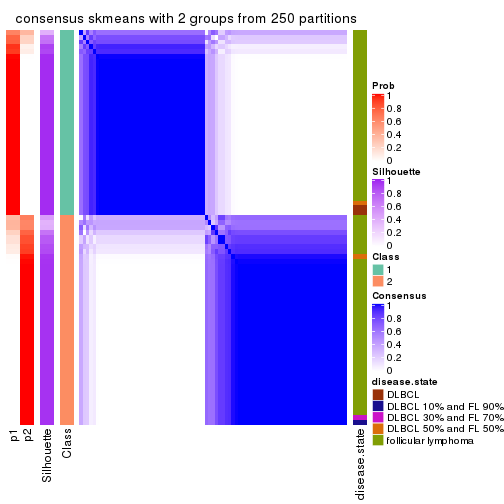 consensus skmeans with 2 groups from 250 partitions
Prob
1
0.8
0.6
0.4
0.2
0
Silhouette
1
0.8
0.6
0.4
0.2
0
Class
1
2
Consensus
1
0.8
0.6
0.4
0.2
0
disease.state
DLBCL
DLBCL 10% and FL 90%
DLBCL 30% and FL 70%
DLBCL 50% and FL 50%
follicular lymphoma
p1
p2
Silhouette
Class
disease.state